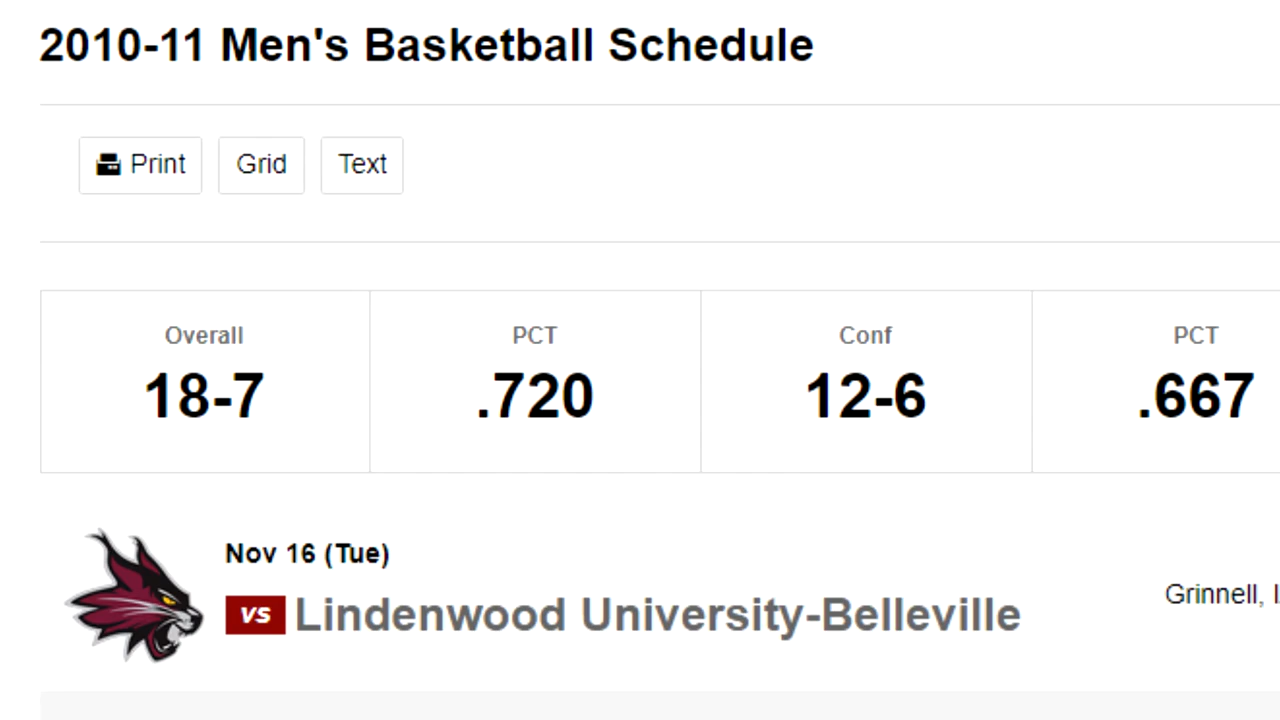 2010-11 Men's Basketball Schedule
Print Grid Text
Overall PCT Conf PCT
18-7 .720 12-6 .667
Nov 16 (Tue)
vs Lindenwood University-Belleville
Grinnell,